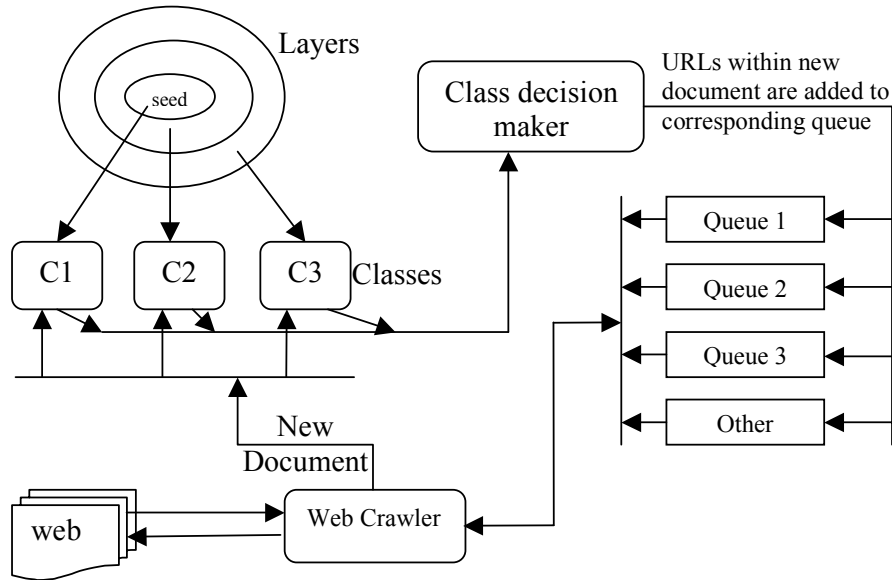 Layers
seed
Class decision
maker
URLs within new
document are added to
corresponding queue
C1
C2
C3
Classes
Queue 1
Queue 2
Queue 3
Other
New
Document
web
Web Crawler